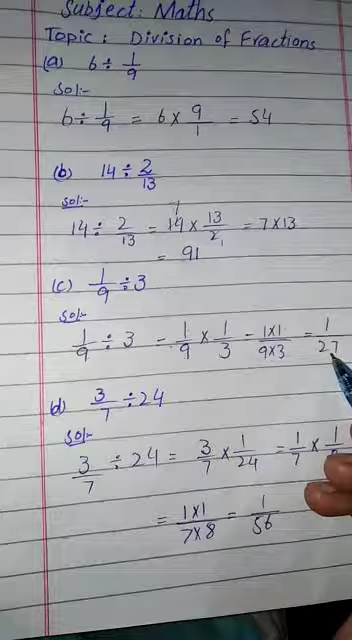 Subject: Maths
Topic: Division of Fractions
(a) 6 ÷ 1/9
Sol:-
6 ÷ 1/9 = 6 × 9/1 = 54
(b) 14 ÷ 2/13
Sol:-
14 ÷ 2/13 = 14 7 × 13/2 1 = 7 × 13
= 91
(c) 1/9 ÷ 3
Sol:-
1/9 ÷ 3 = 1/9 × 1/3 = 1×1/9×3 = 1/27
(d) 3/7 ÷ 24
Sol:-
3/7 ÷ 24 = 3/7 × 1/24 = 1/7 × 1/
= 1×1/7×8 = 1/56